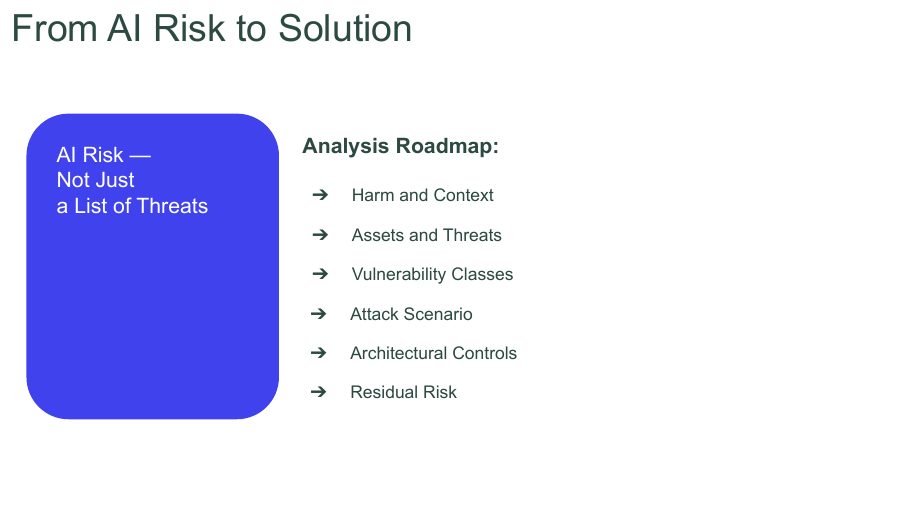 From AI Risk to Solution
AI Risk —
Not Just
a List of Threats
Analysis Roadmap:
➔ Harm and Context
➔ Assets and Threats
➔ Vulnerability Classes
➔ Attack Scenario
➔ Architectural Controls
➔ Residual Risk